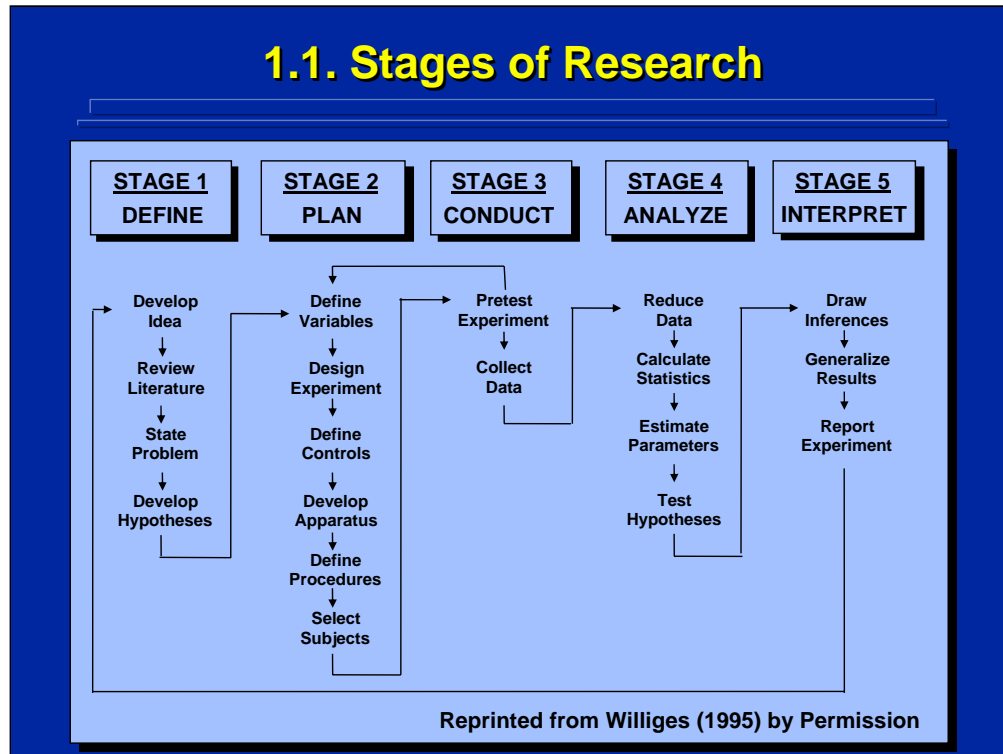 1.1. Stages of Research
STAGE 1
DEFINE
STAGE 2
PLAN
STAGE 3
CONDUCT
STAGE 4
ANALYZE
STAGE 5
INTERPRET
Develop
Idea
Review
Literature
State
Problem
Develop
Hypotheses
Define
Variables
Design
Experiment
Define
Controls
Develop
Apparatus
Define
Procedures
Select
Subjects
Pretest
Experiment
Collect
Data
Reduce
Data
Calculate
Statistics
Estimate
Parameters
Test
Hypotheses
Draw
Inferences
Generalize
Results
Report
Experiment
Reprinted from Williges (1995) by Permission